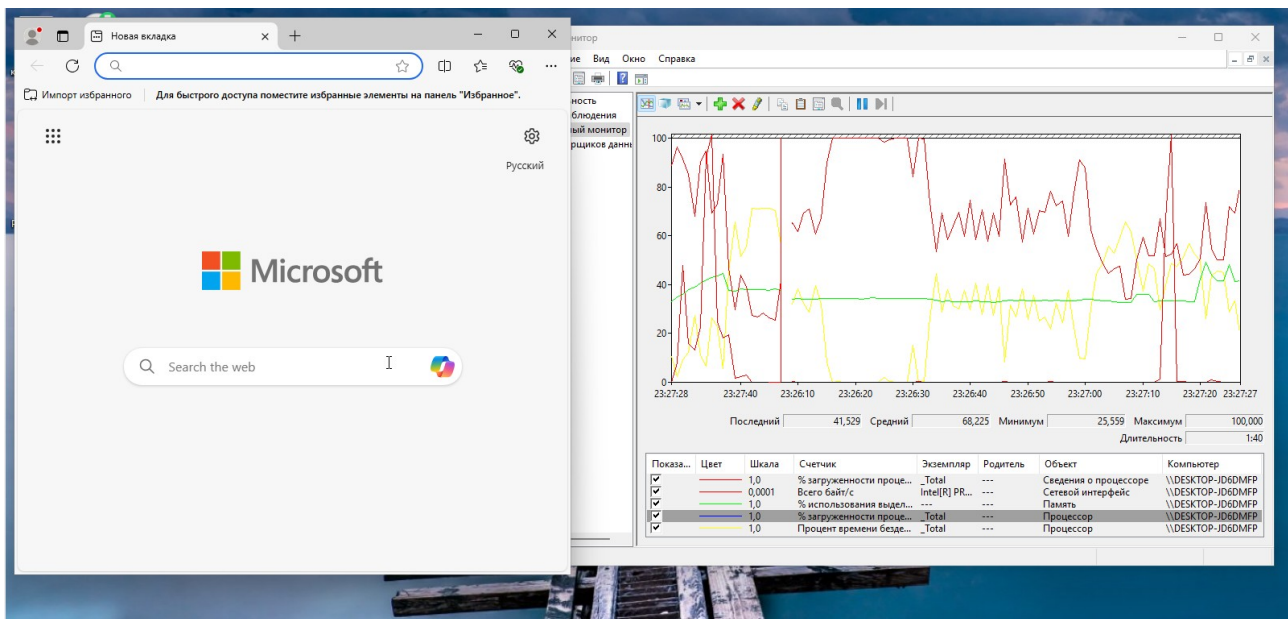 Новая вкладка
Импорт избранного
Для быстрого доступа поместите избранные элементы на панель "Избранное".
Русский
Microsoft
Search the web
нитор
ие Вид Окно Справка
ность
блюдения
ный монитор
рщиков данн
100
80
60
40
20
0
23:27:28 23:27:40 23:26:10 23:26:20 23:26:30 23:26:40 23:26:50 23:27:00 23:27:10 23:27:20 23:27:27
Последний 41,529 Средний 68,225 Минимум 25,559 Максимум 100,000
Длительность 1:40
Показа... Цвет Шкала Счетчик Экземпляр Родитель Объект Компьютер
1,0 % загруженности проце... _Total --- Сведения о процессоре \\DESKTOP-JD6DMFP
0,0001 Всего байт/с Intel[R] PR... --- Сетевой интерфейс \\DESKTOP-JD6DMFP
1,0 % использования выдел... --- --- Память \\DESKTOP-JD6DMFP
1,0 % загруженности проце... _Total --- Процессор \\DESKTOP-JD6DMFP
1,0 Процент времени безде... _Total --- Процессор \\DESKTOP-JD6DMFP